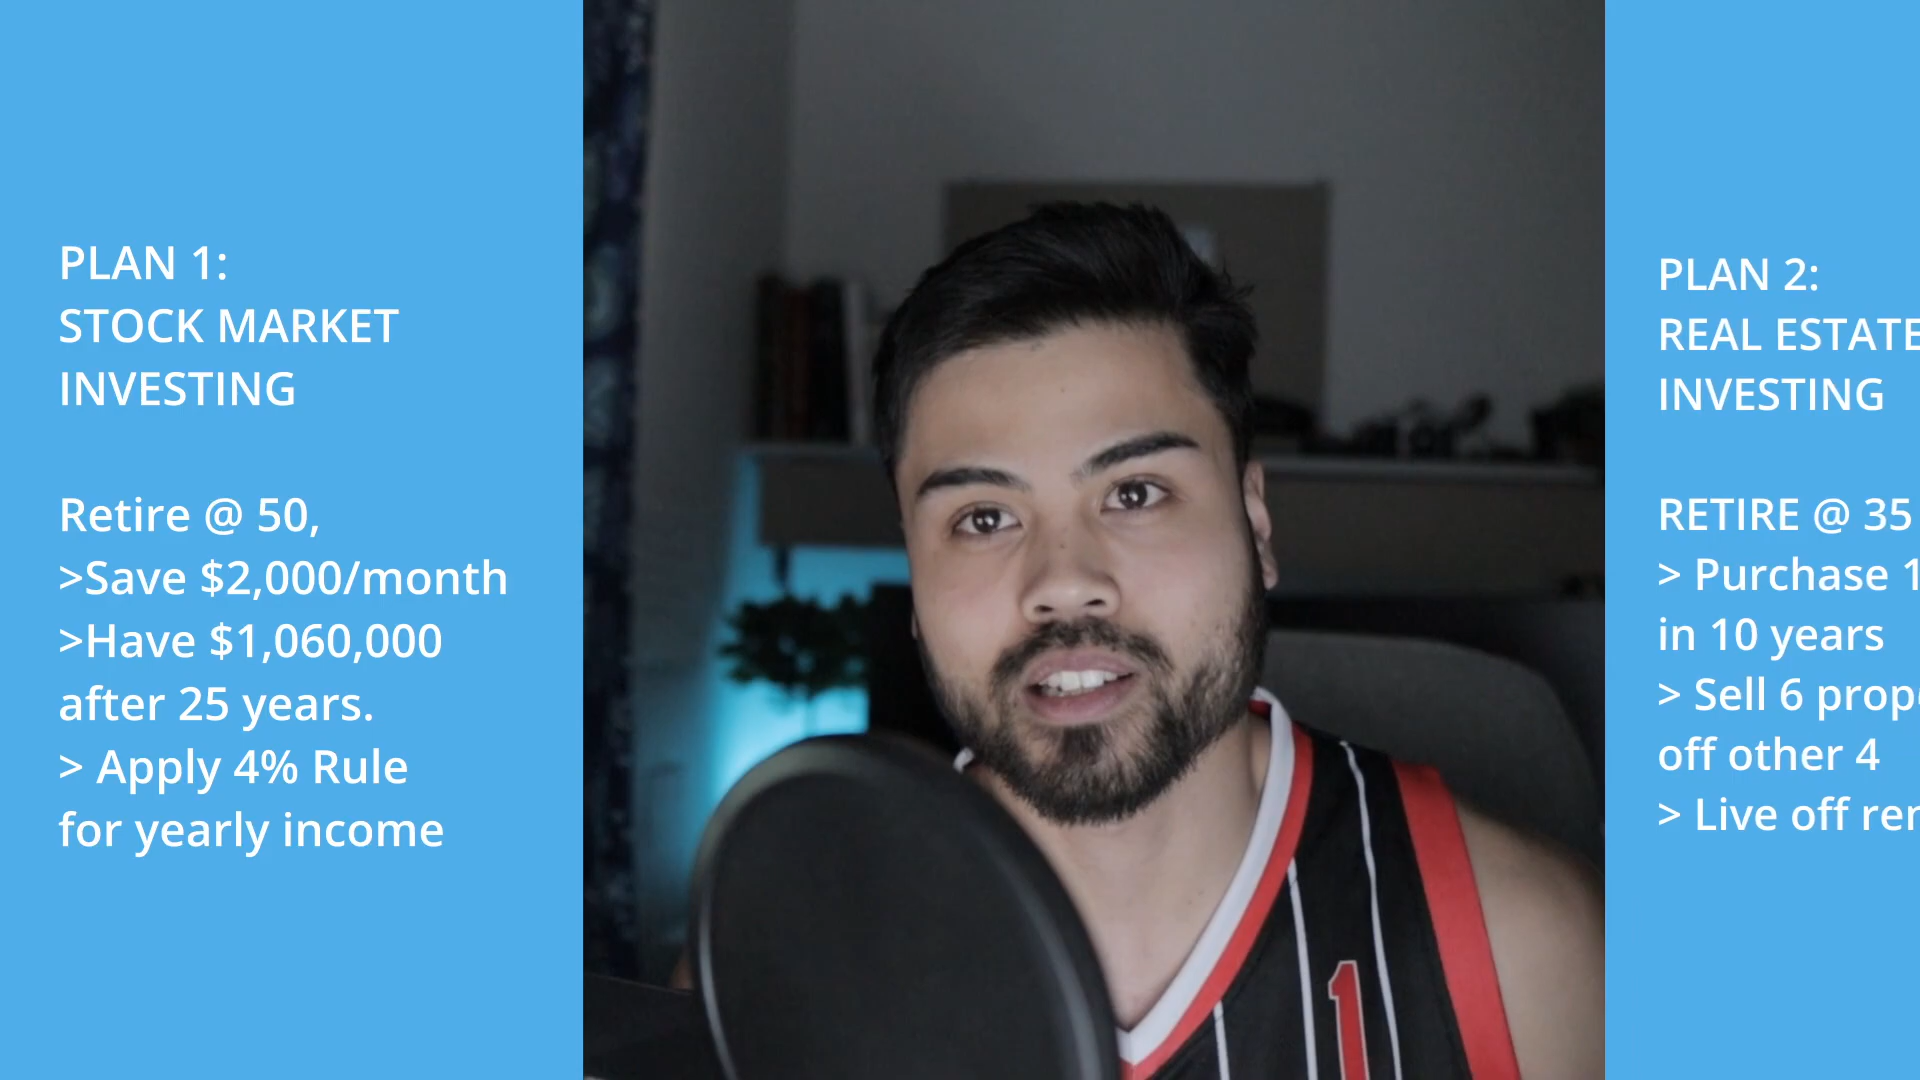 PLAN 1:
STOCK MARKET
INVESTING
Retire @ 50,
>Save $2,000/month
>Have $1,060,000
after 25 years.
> Apply 4% Rule
for yearly income
PLAN 2:
REAL ESTATE
INVESTING
RETIRE @ 35
> Purchase
in 10 years
> Sell 6
off other 4
> Live off
1